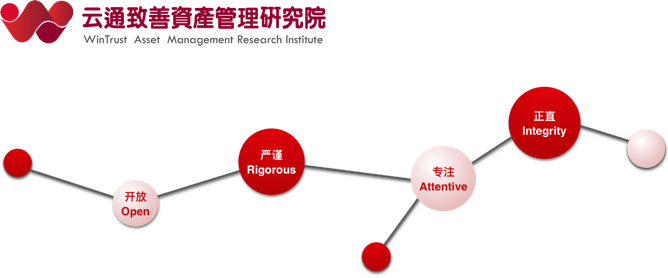 云通致善資產管理研究院
WinTrust Asset Management Research Institute
开放
Open
严谨
Rigorous
专注
Attentive
正直
Integrity